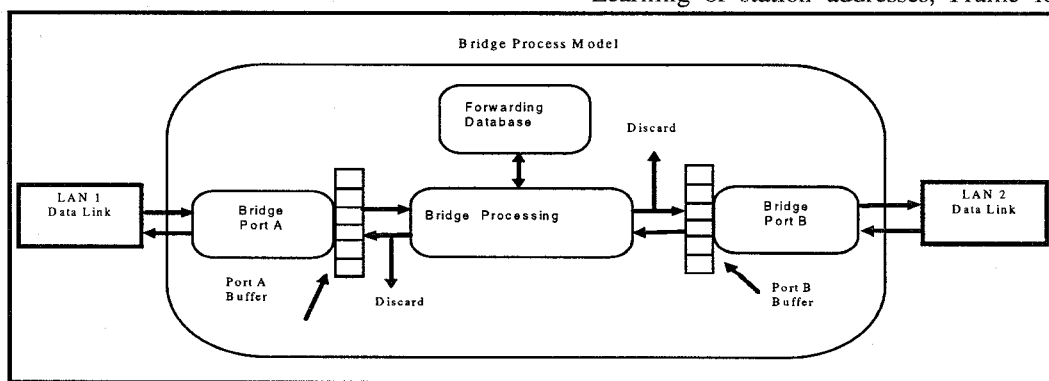 Learning of station addresses, Frame
Bridge Process Model
Forwarding
Database
Discard
LAN 1
Data Link
Bridge
Port A
Bridge Processing
Bridge
Port B
LAN 2
Data Link
Port A
Buffer
Discard
Port B
Buffer